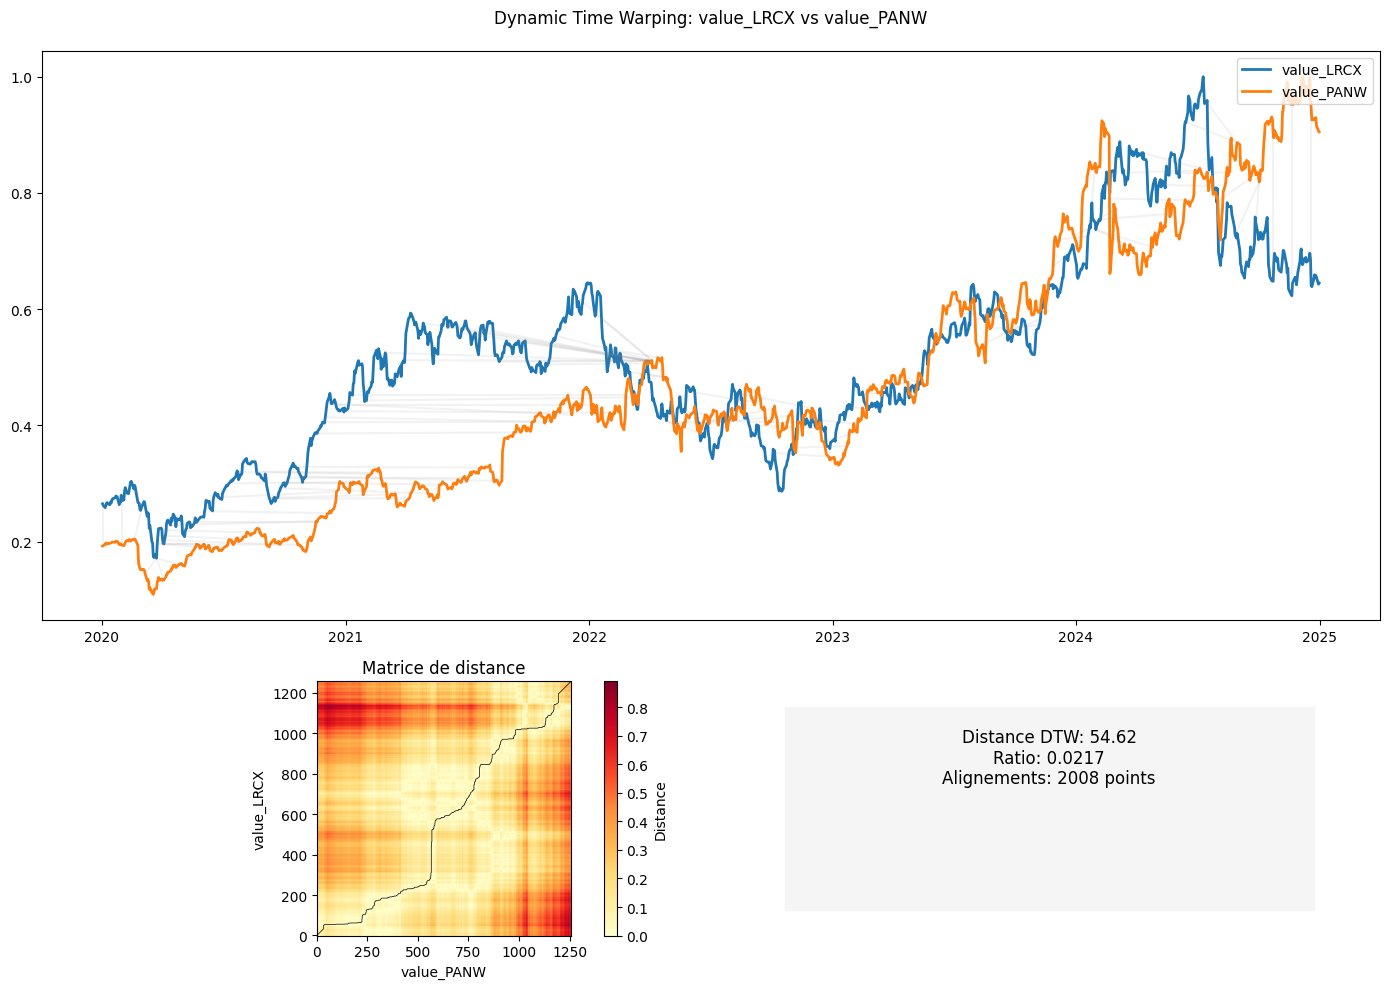 Dynamic Time Warping: value_LRCX vs value_PANW
1.0
0.8
0.6
0.4
0.2
value_LRCX
value_PANW
2020 2021 2022 2023 2024 2025
Matrice de distance
value_LRCX
1200
1000
800
600
400
200
0
0 250 500 750 1000 1250
value_PANW
0.8
0.7
0.6
0.5
0.4
0.3
0.2
0.1
0.0
Distance
Distance DTW: 54.62
Ratio: 0.0217
Alignements: 2008 points